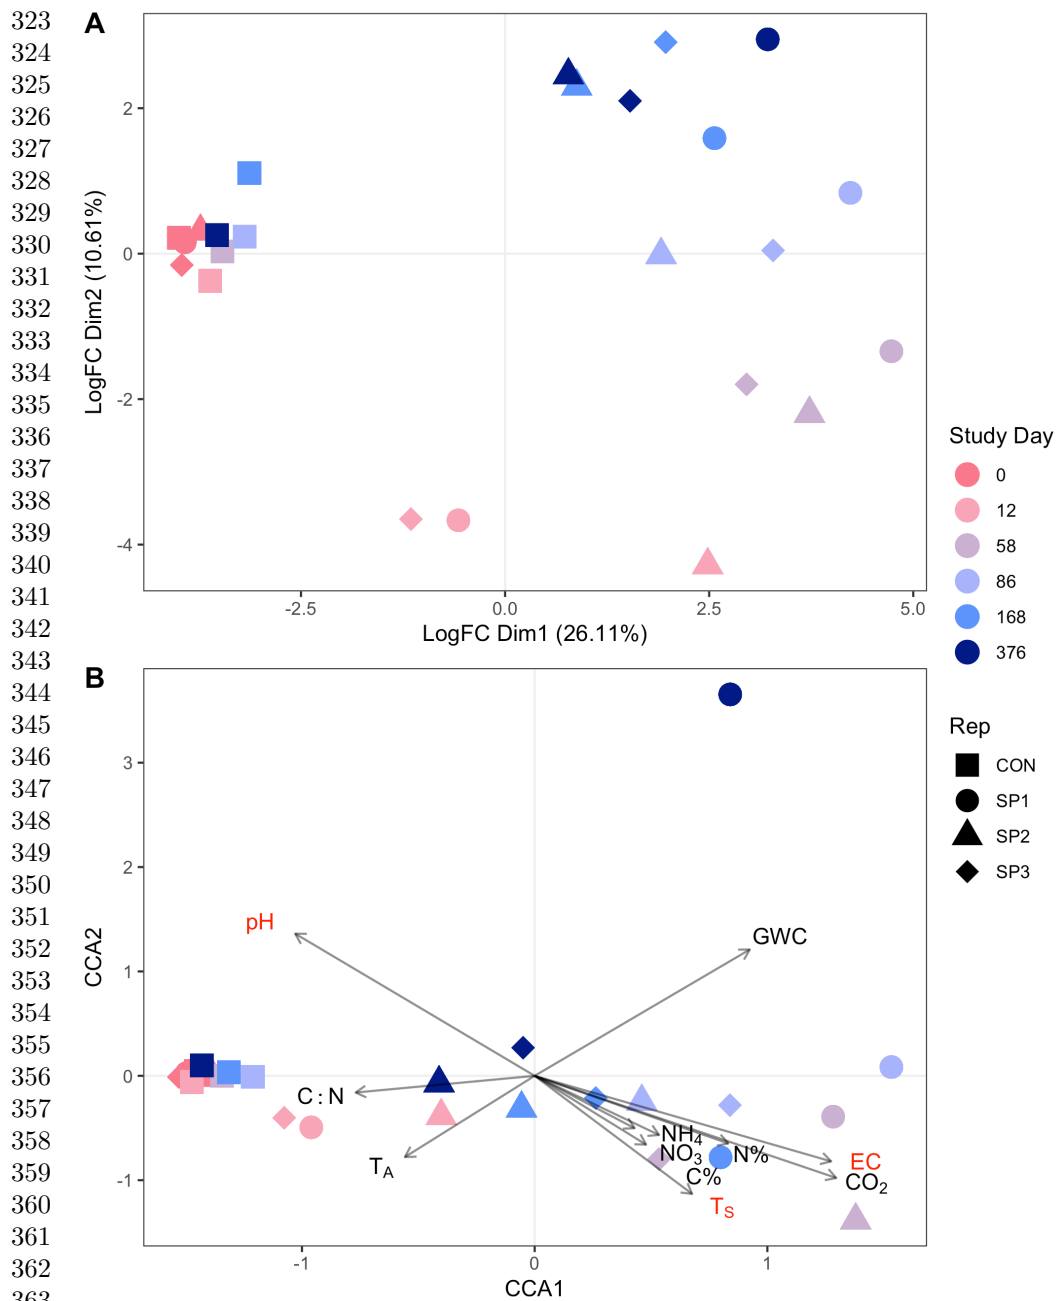 323
324
325
326
327
328
329
330
331
332
333
334
335
336
337
338
339
340
341
342
343
344
345
346
347
348
349
350
351
352
353
354
355
356
357
358
359
360
361
362
363
A
2
0
-2
-4
LogFC Dim2 (10.61%)
-2.5 0.0 2.5 5.0
LogFC Dim1 (26.11%)
Study Day
0
12
58
86
168
376
Rep
CON
SP1
SP2
SP3
B
3
2
1
0
-1
CCA2
pH
GWC
C : N
T_A
NH₄
NO₃
N%
C%
EC
CO₂
T_S
-1 0 1
CCA1